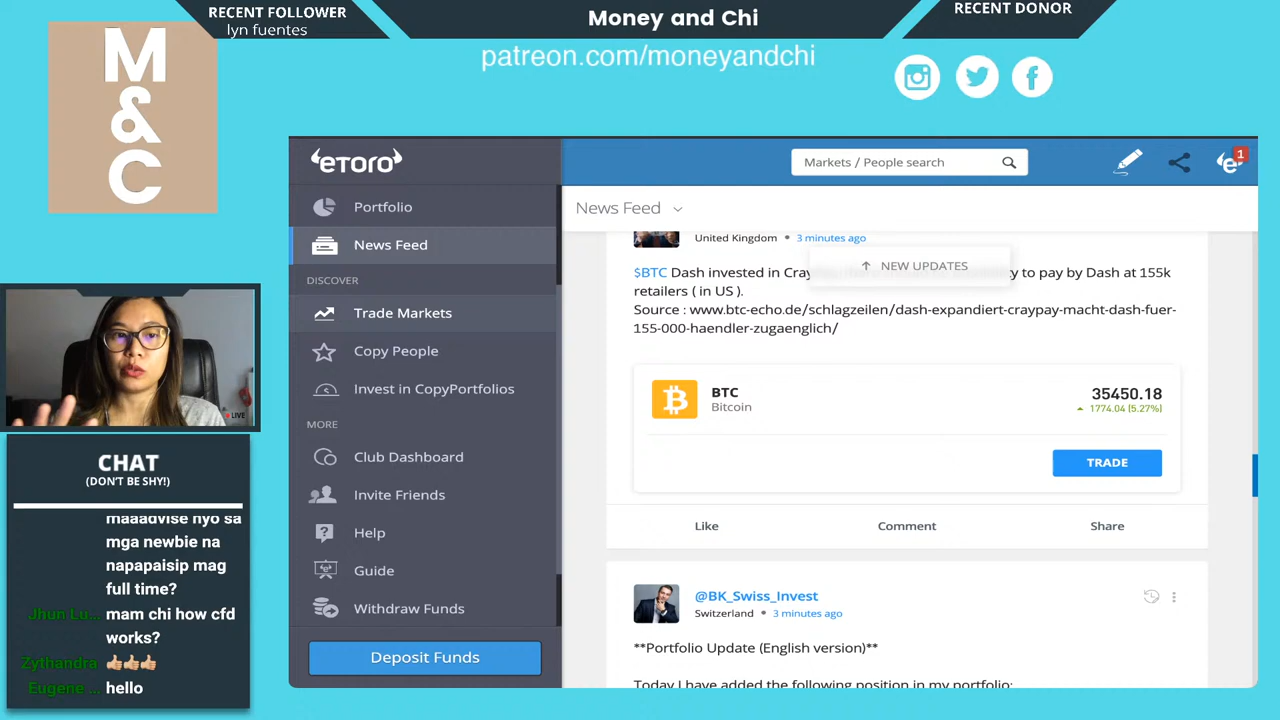 RECENT FOLLOWER
lyn fuentes
Money and Chi
RECENT DONOR
patreon.com/moneyandchi
M
&
C
etoro
Markets / People search
1
Portfolio
News Feed
DISCOVER
Trade Markets
Copy People
Invest in CopyPortfolios
MORE
Club Dashboard
Invite Friends
Help
Guide
Withdraw Funds
Deposit Funds
News Feed
United Kingdom • 3 minutes ago
NEW UPDATES
$BTC Dash invested in to pay by Dash at 155k
retailers ( in US ).
Source : www.btc-echo.de/schlagzeilen/dash-expandiert-craypay-macht-dash-fuer-
155-000-haendler-zugaenglich/
BTC
Bitcoin
35450.18
1774.04 (5.27%)
TRADE
Like Comment Share
@BK_Swiss_Invest
Switzerland • 3 minutes ago
**Portfolio Update (English version)**
Today I have added the following position in my portfolio:
LIVE
CHAT
(DON'T BE SHY!)
maaadvise nyo sa
mga newbie na
napapaisip mag
full time?
Jhun Lu... mam chi how cfd
works?
Zythandra 👍🏼👍🏼👍🏼
Eugene ... hello